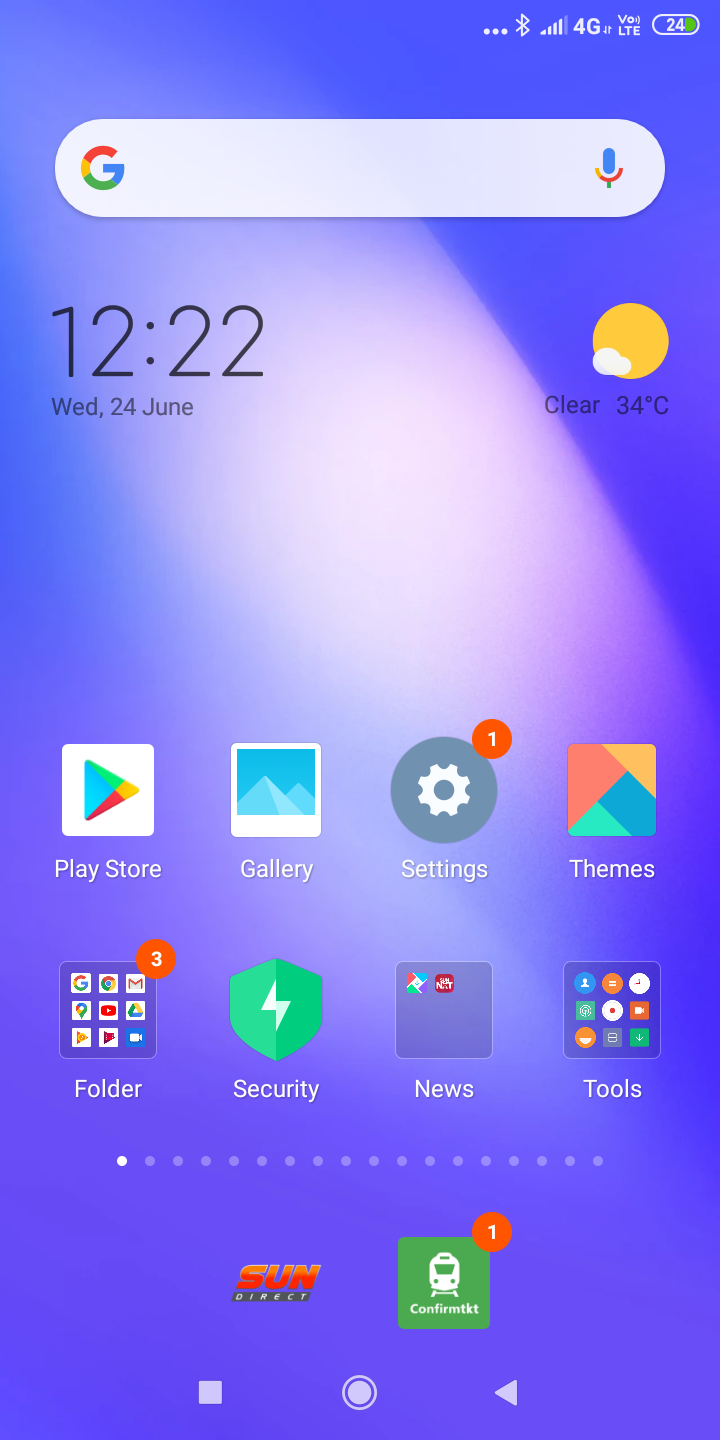 4G
Vo)
LTE
24
12:22
Wed, 24 June
Clear 34°C
1
Play Store
Gallery
Settings
Themes
3
Folder
Security
News
Tools
1
SUN
DIRECT
Confirmtkt